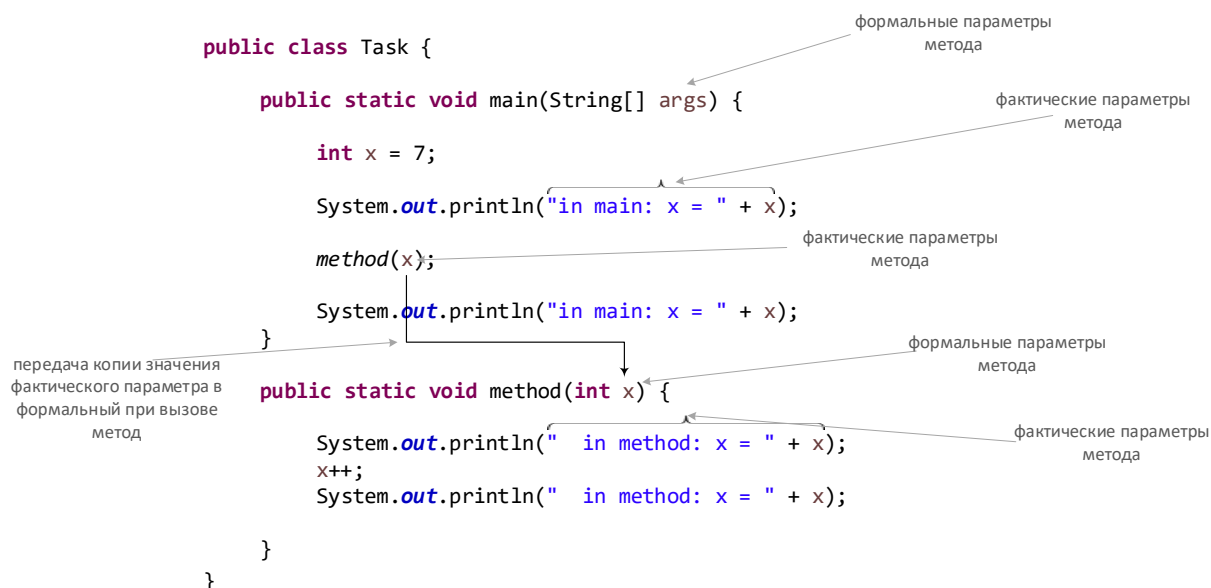 формальные параметры
метода
public class Task {
public static void main(String[] args) {
фактические параметры
метода
int x = 7;
System.out.println("in main: x = " + x);
фактические параметры
метода
method(x);
System.out.println("in main: x = " + x);
}
формальные параметры
метода
передача копии значения
фактического параметра в
формальный при вызове
метод
public static void method(int x) {
фактические параметры
метода
System.out.println("  in method: x = " + x);
x++;
System.out.println("  in method: x = " + x);
}
}